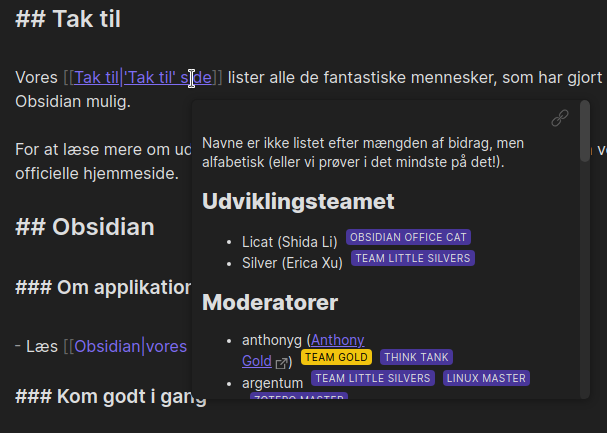 ## Tak til
Vores [[Tak til|'Tak til' side]] lister alle de fantastiske mennesker, som har gjort
Obsidian mulig.
For at læse mere om ud
officielle hjemmeside.
## Obsidian
### Om applikation
- Læs [[Obsidian|vores
### Kom godt i gang
Navne er ikke listet efter mængden af bidrag, men
alfabetisk (eller vi prøver i det mindste på det!).
Udviklingsteamet
• Licat (Shida Li) OBSIDIAN OFFICE CAT
• Silver (Erica Xu) TEAM LITTLE SILVERS
Moderatorer
• anthonyg (Anthony
Gold) TEAM GOLD THINK TANK
• argentum TEAM LITTLE SILVERS LINUX MASTER
ZOTERO MASTER